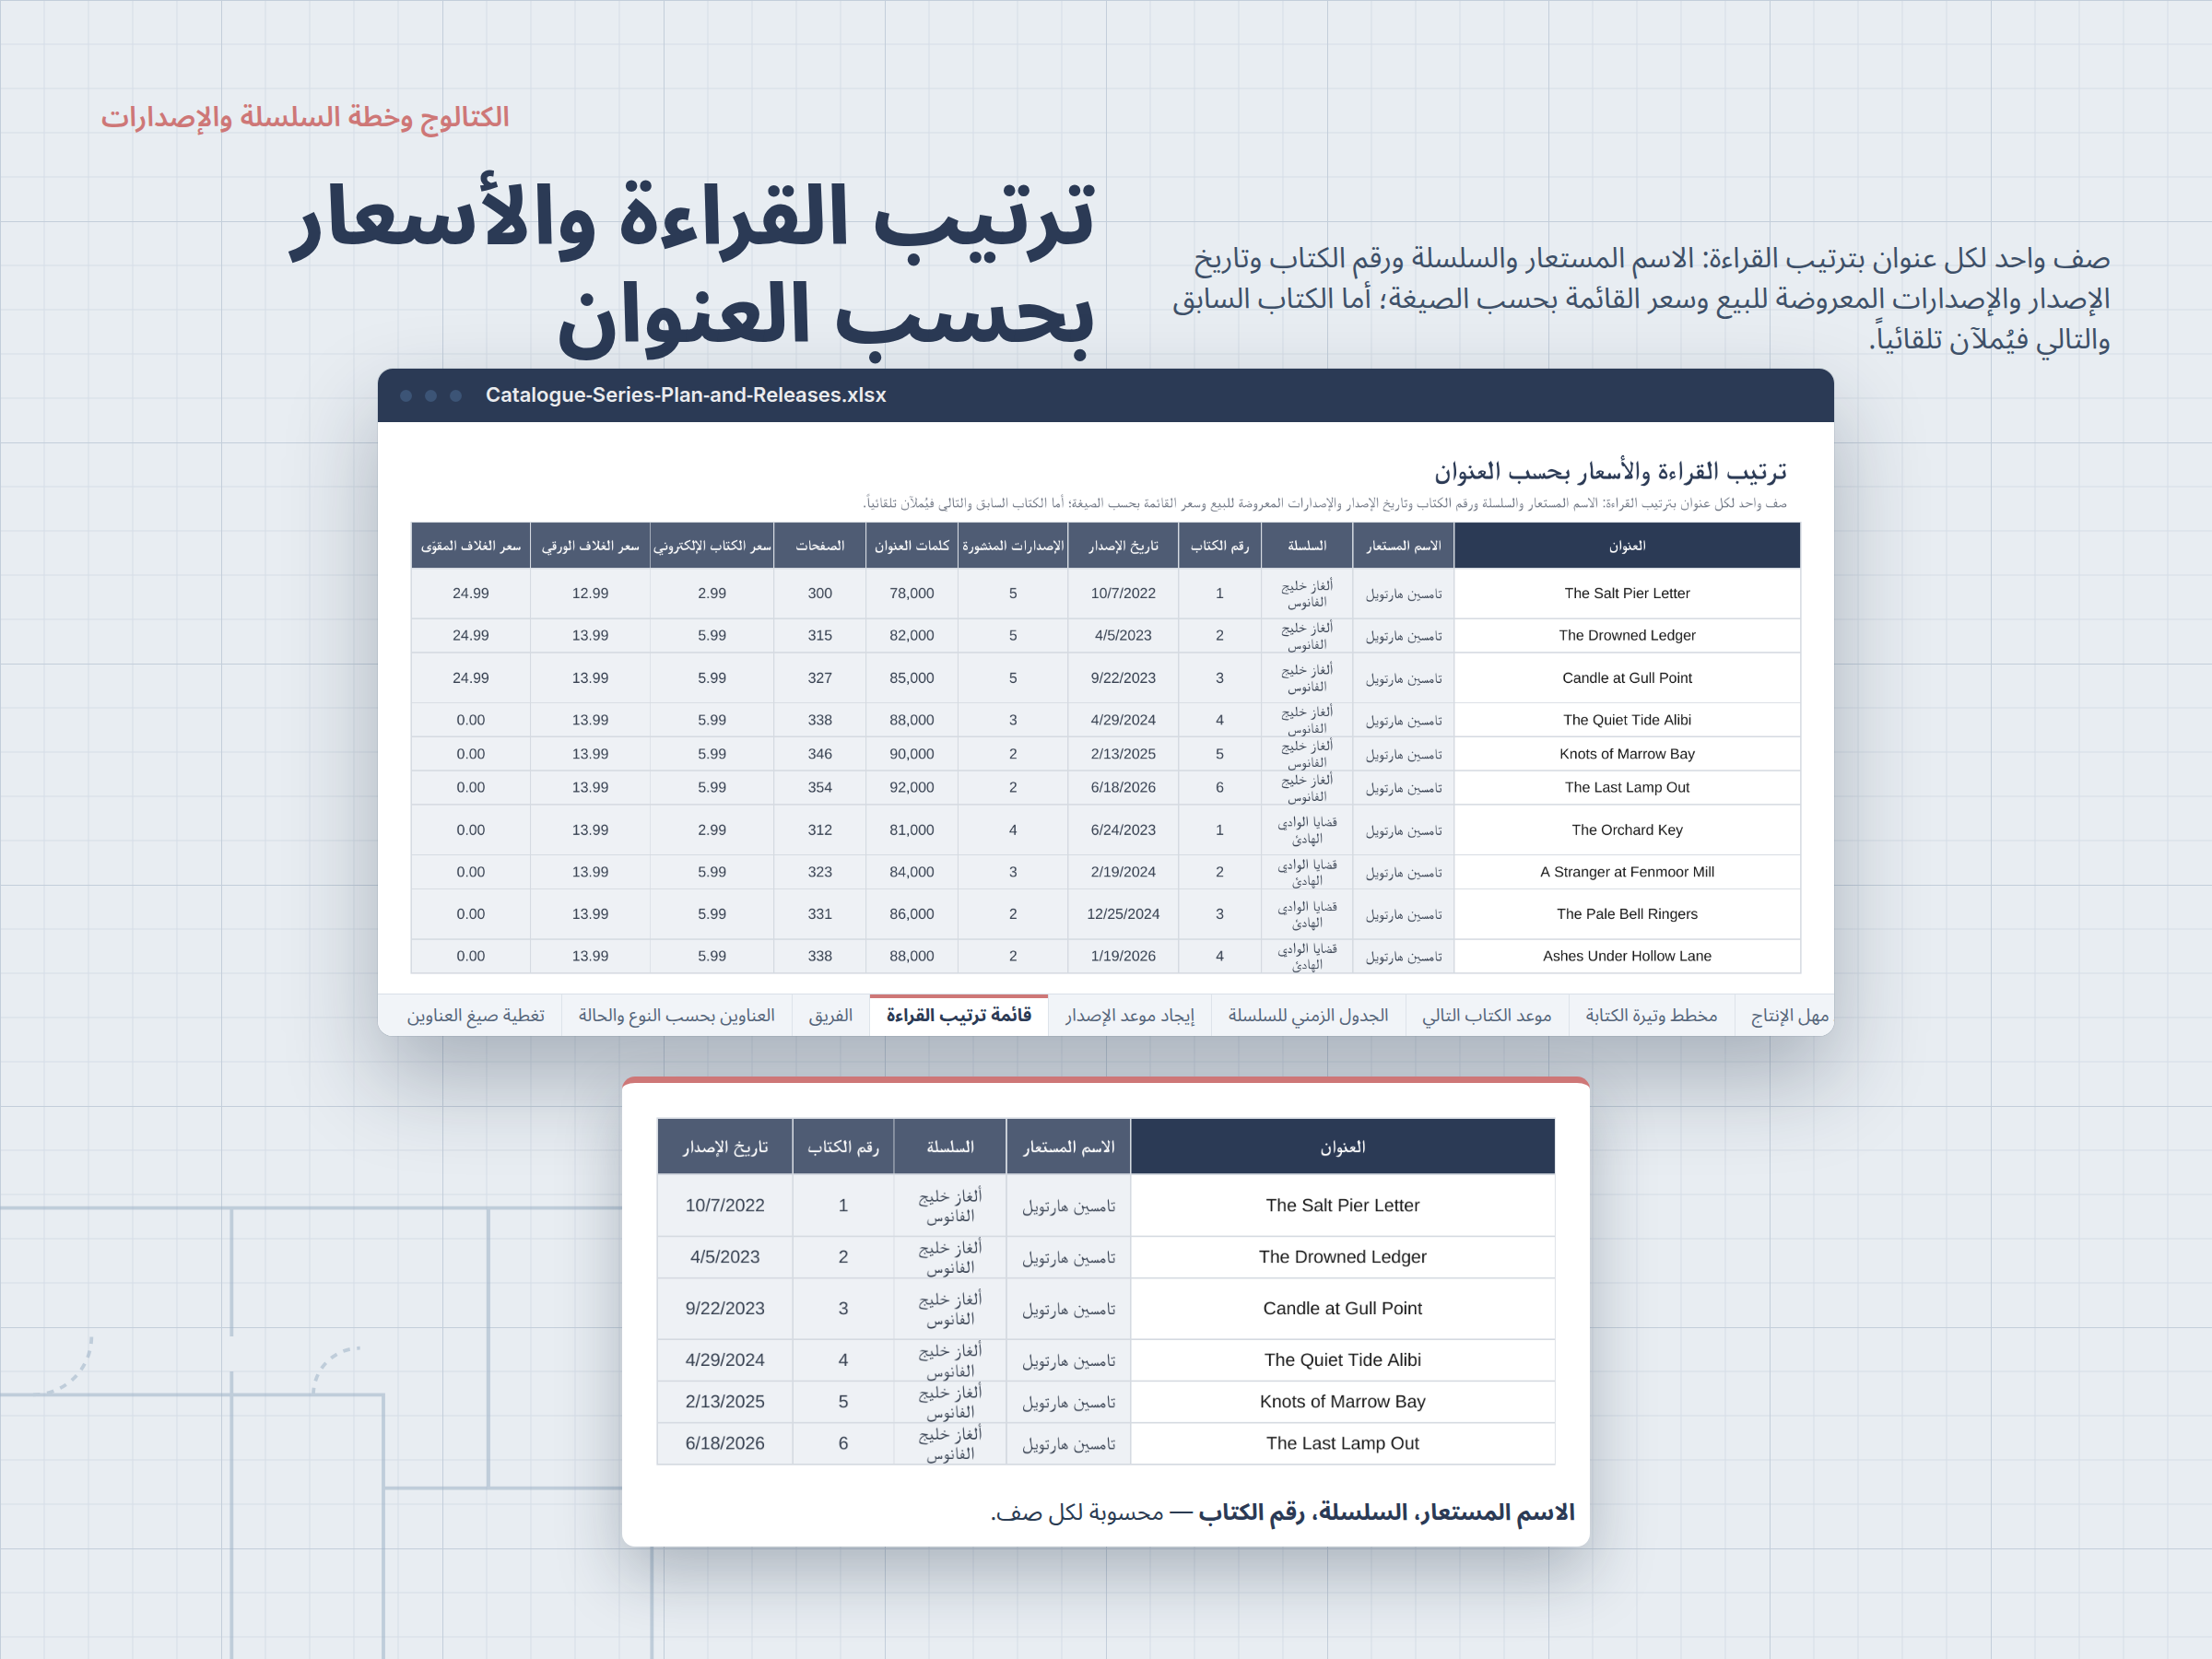 الكتالوج وخطة السلسلة والإصدارات
ترتيب القراءة والأسعار
بحسب العنوان
صف واحد لكل عنوان بترتيب القراءة: الاسم المستعار والسلسلة ورقم الكتاب وتاريخ
الإصدار والإصدارات المعروضة للبيع وسعر القائمة بحسب الصيغة؛ أما الكتاب السابق
والتالي فيُملآن تلقائياً.
Catalogue-Series-Plan-and-Releases.xlsx
ترتيب القراءة والأسعار بحسب العنوان
صف واحد لكل عنوان بترتيب القراءة: الاسم المستعار والسلسلة ورقم الكتاب وتاريخ الإصدار والإصدارات المعروضة للبيع وسعر القائمة بحسب الصيغة؛ أما الكتاب السابق والتالي فيُملآن تلقائياً.
العنوان الاسم المستعار السلسلة رقم الكتاب تاريخ الإصدار الإصدارات المنشورة كلمات العنوان الصفحات سعر الكتاب الإلكتروني سعر الغلاف الورقي سعر الغلاف المقوّى
The Salt Pier Letter تامسين هارتويل ألغاز خليج الفانوس 1 10/7/2022 5 78,000 300 2.99 12.99 24.99
The Drowned Ledger تامسين هارتويل ألغاز خليج الفانوس 2 4/5/2023 5 82,000 315 5.99 13.99 24.99
Candle at Gull Point تامسين هارتويل ألغاز خليج الفانوس 3 9/22/2023 5 85,000 327 5.99 13.99 24.99
The Quiet Tide Alibi تامسين هارتويل ألغاز خليج الفانوس 4 4/29/2024 3 88,000 338 5.99 13.99 0.00
Knots of Marrow Bay تامسين هارتويل ألغاز خليج الفانوس 5 2/13/2025 2 90,000 346 5.99 13.99 0.00
The Last Lamp Out تامسين هارتويل ألغاز خليج الفانوس 6 6/18/2026 2 92,000 354 5.99 13.99 0.00
The Orchard Key تامسين هارتويل قضايا الوادي الهادئ 1 6/24/2023 4 81,000 312 2.99 13.99 0.00
A Stranger at Fenmoor Mill تامسين هارتويل قضايا الوادي الهادئ 2 2/19/2024 3 84,000 323 5.99 13.99 0.00
The Pale Bell Ringers تامسين هارتويل قضايا الوادي الهادئ 3 12/25/2024 2 86,000 331 5.99 13.99 0.00
Ashes Under Hollow Lane تامسين هارتويل قضايا الوادي الهادئ 4 1/19/2026 2 88,000 338 5.99 13.99 0.00
مهل الإنتاج مخطط وتيرة الكتابة موعد الكتاب التالي الجدول الزمني للسلسلة إيجاد موعد الإصدار قائمة ترتيب القراءة الفريق العناوين بحسب النوع والحالة تغطية صيغ العناوين
العنوان الاسم المستعار السلسلة رقم الكتاب تاريخ الإصدار
The Salt Pier Letter تامسين هارتويل ألغاز خليج الفانوس 1 10/7/2022
The Drowned Ledger تامسين هارتويل ألغاز خليج الفانوس 2 4/5/2023
Candle at Gull Point تامسين هارتويل ألغاز خليج الفانوس 3 9/22/2023
The Quiet Tide Alibi تامسين هارتويل ألغاز خليج الفانوس 4 4/29/2024
Knots of Marrow Bay تامسين هارتويل ألغاز خليج الفانوس 5 2/13/2025
The Last Lamp Out تامسين هارتويل ألغاز خليج الفانوس 6 6/18/2026
الاسم المستعار، السلسلة، رقم الكتاب — محسوبة لكل صف.